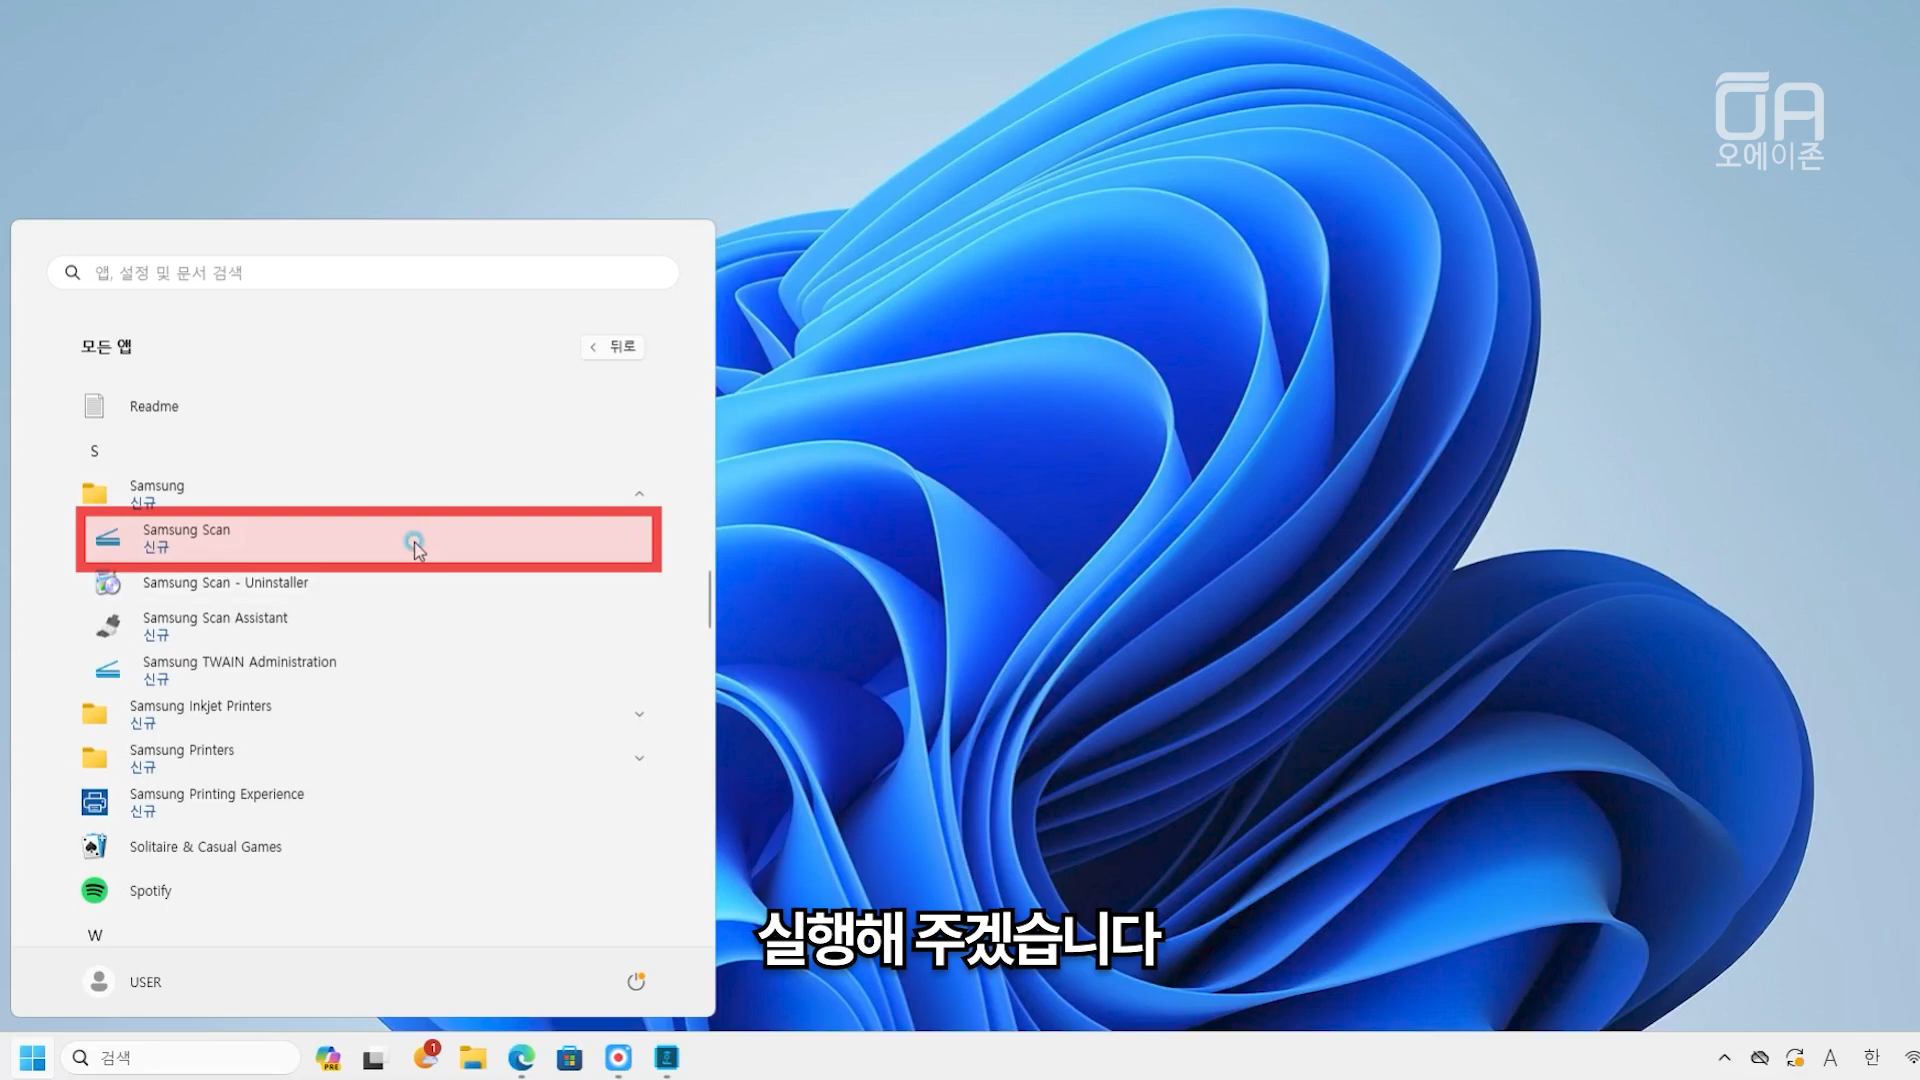 OA
오에이존
앱, 설정 및 문서 검색
모든 앱
뒤로
Readme
S
Samsung
신규
Samsung Scan
신규
Samsung Scan - Uninstaller
Samsung Scan Assistant
신규
Samsung TWAIN Administration
신규
Samsung Inkjet Printers
신규
Samsung Printers
신규
Samsung Printing Experience
신규
Solitaire & Casual Games
Spotify
W
실행해 주겠습니다
USER
검색
PRE
1
A
한